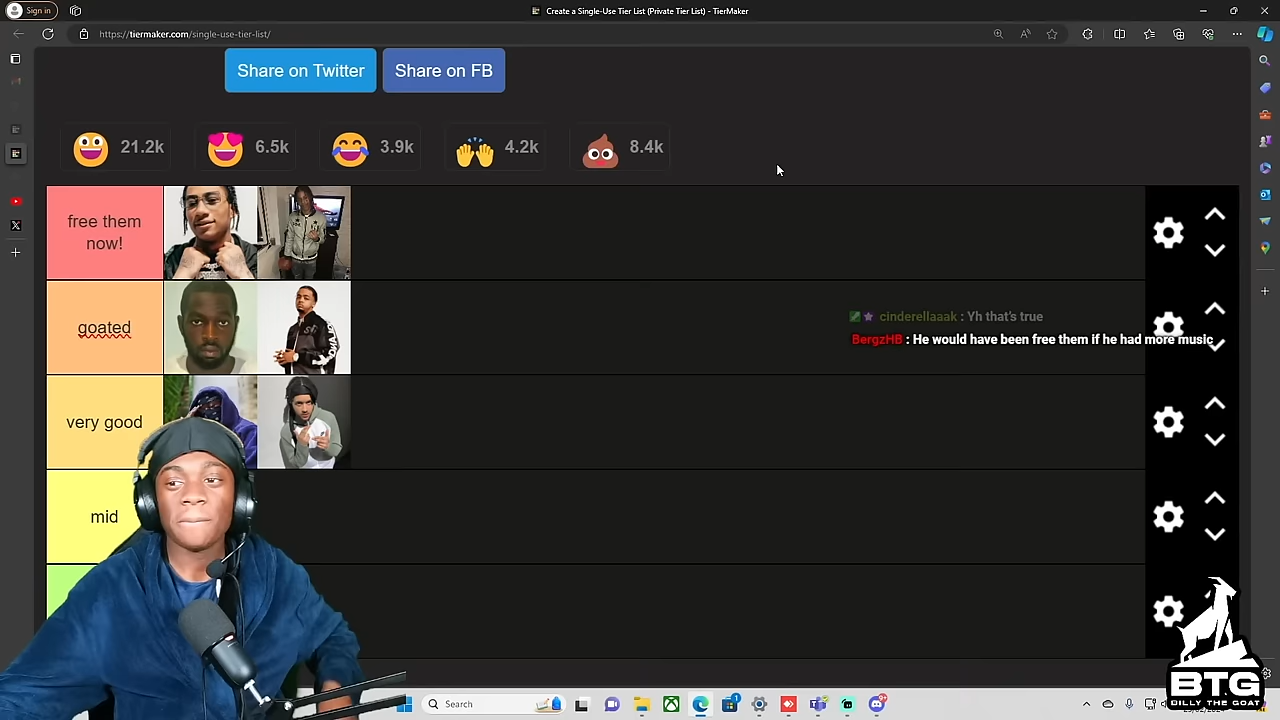 Sign in
Create a Single-Use Tier List (Private Tier List) - TierMaker
https://tiermaker.com/single-use-tier-list/
Share on Twitter
Share on FB
21.2k
6.5k
3.9k
4.2k
8.4k
free them
now!
goated
cinderellaaak : Yh that's true
BergzHB : He would have been free them if he had more music
very good
mid
BTG
BILLY THE GOAT
Search